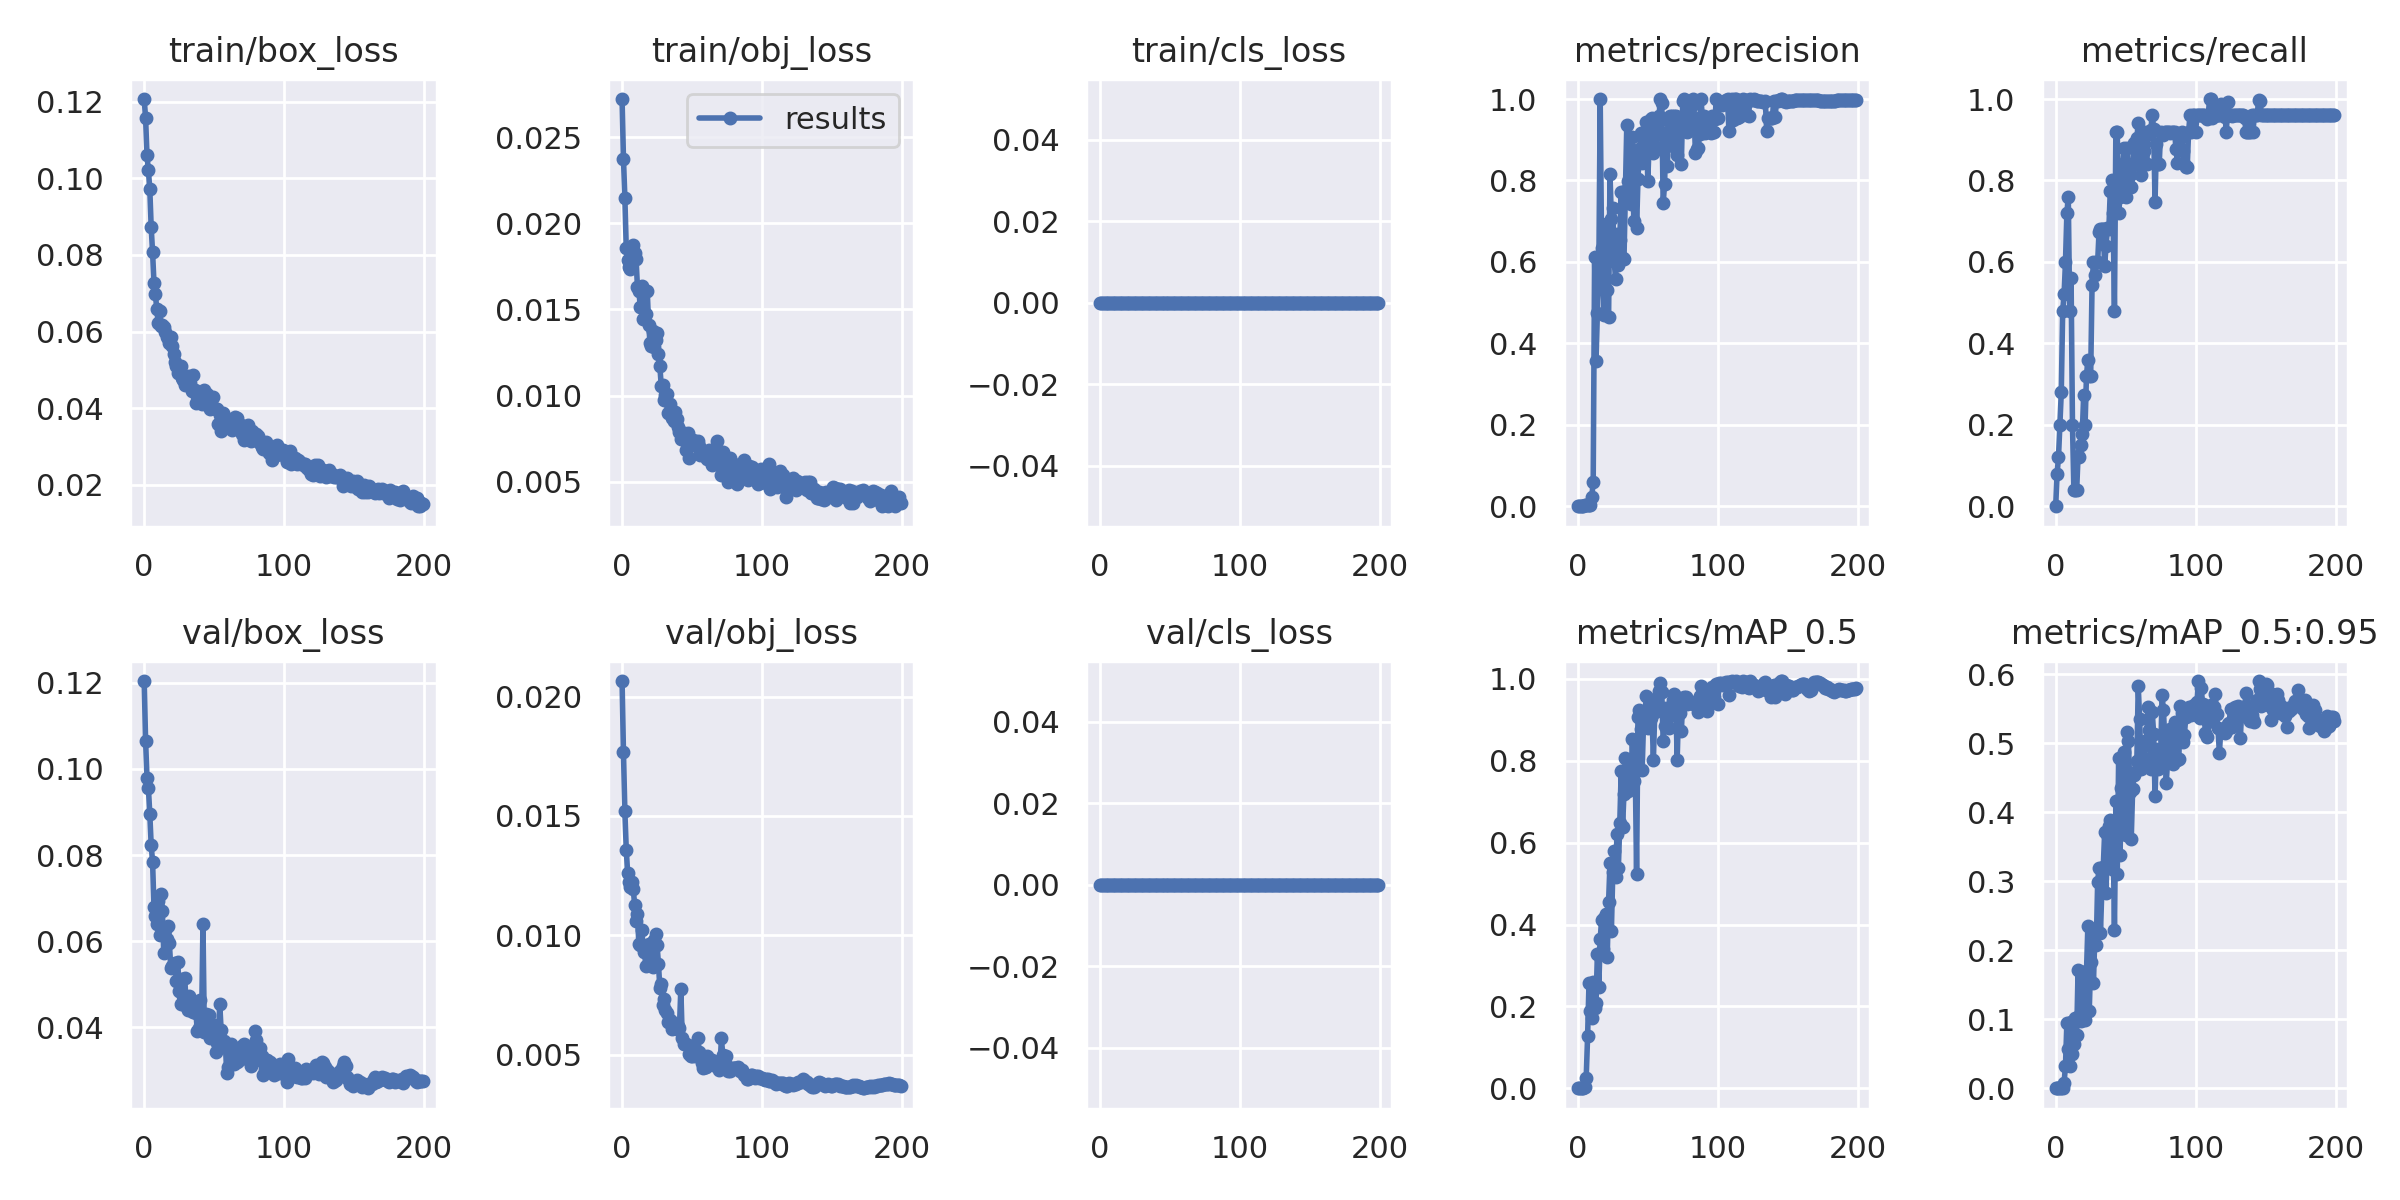 train/box_loss
0.12
0.10
0.08
0.06
0.04
0.02
0 100 200
train/obj_loss
results
0.025
0.020
0.015
0.010
0.005
0 100 200
train/cls_loss
0.04
0.02
0.00
−0.02
−0.04
0 100 200
metrics/precision
1.0
0.8
0.6
0.4
0.2
0.0
0 100 200
metrics/recall
1.0
0.8
0.6
0.4
0.2
0.0
0 100 200
val/box_loss
0.12
0.10
0.08
0.06
0.04
0 100 200
val/obj_loss
0.020
0.015
0.010
0.005
0 100 200
val/cls_loss
0.04
0.02
0.00
−0.02
−0.04
0 100 200
metrics/mAP_0.5
1.0
0.8
0.6
0.4
0.2
0.0
0 100 200
metrics/mAP_0.5:0.95
0.6
0.5
0.4
0.3
0.2
0.1
0.0
0 100 200